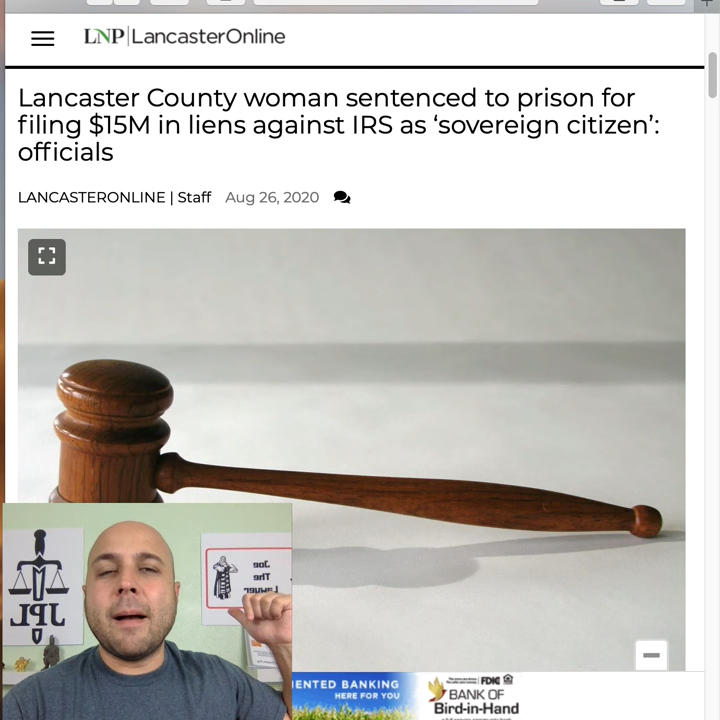 LNP|LancasterOnline
Lancaster County woman sentenced to prison for
filing $15M in liens against IRS as ‘sovereign citizen’:
officials
LANCASTERONLINE | Staff Aug 26, 2020
JPL
Joe
The
Lawyer
IENTED BANKING
HERE FOR YOU
FDIC
BANK OF
Bird-in-Hand